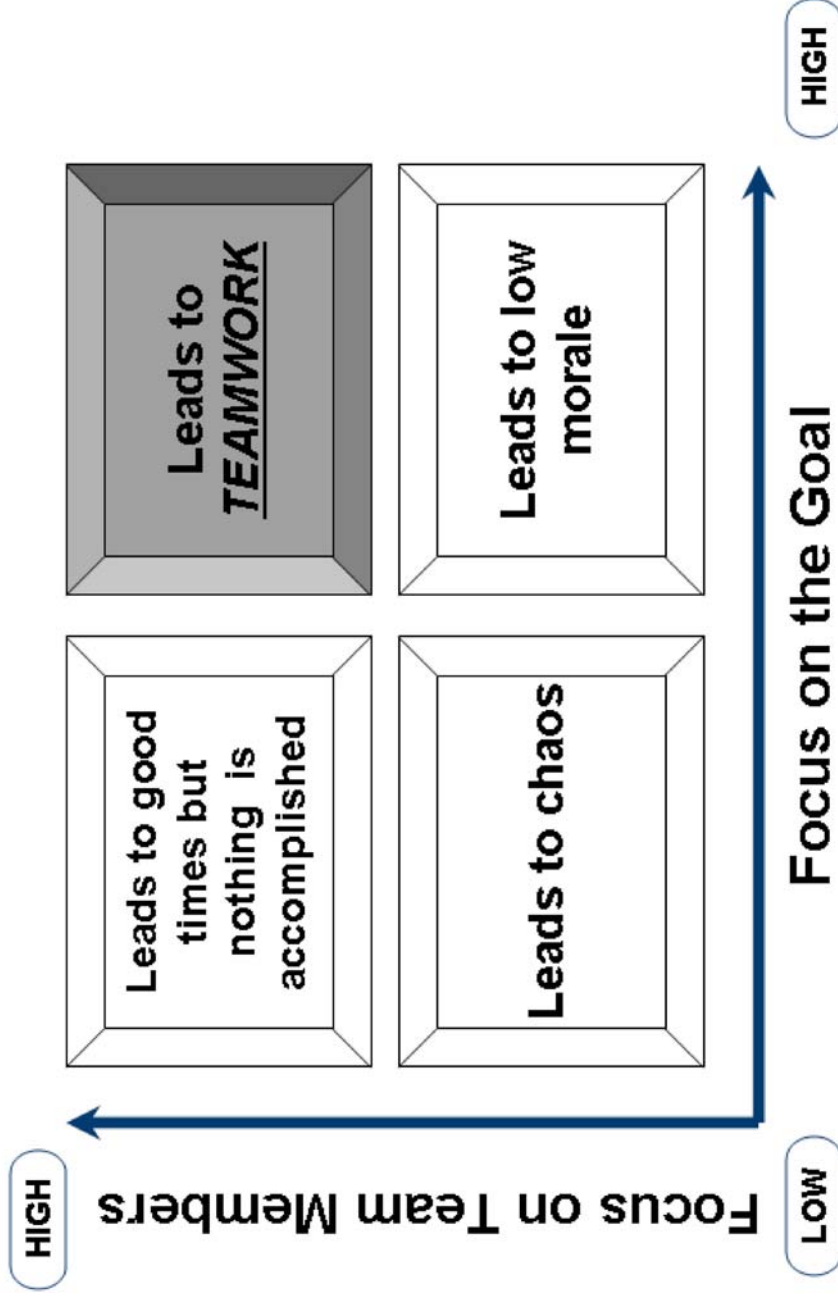 HIGH
Focus on Team Members
LOW
Leads to good
times but
nothing is
accomplished
Leads to
TEAMWORK
Leads to chaos
Leads to low
morale
Focus on the Goal
HIGH